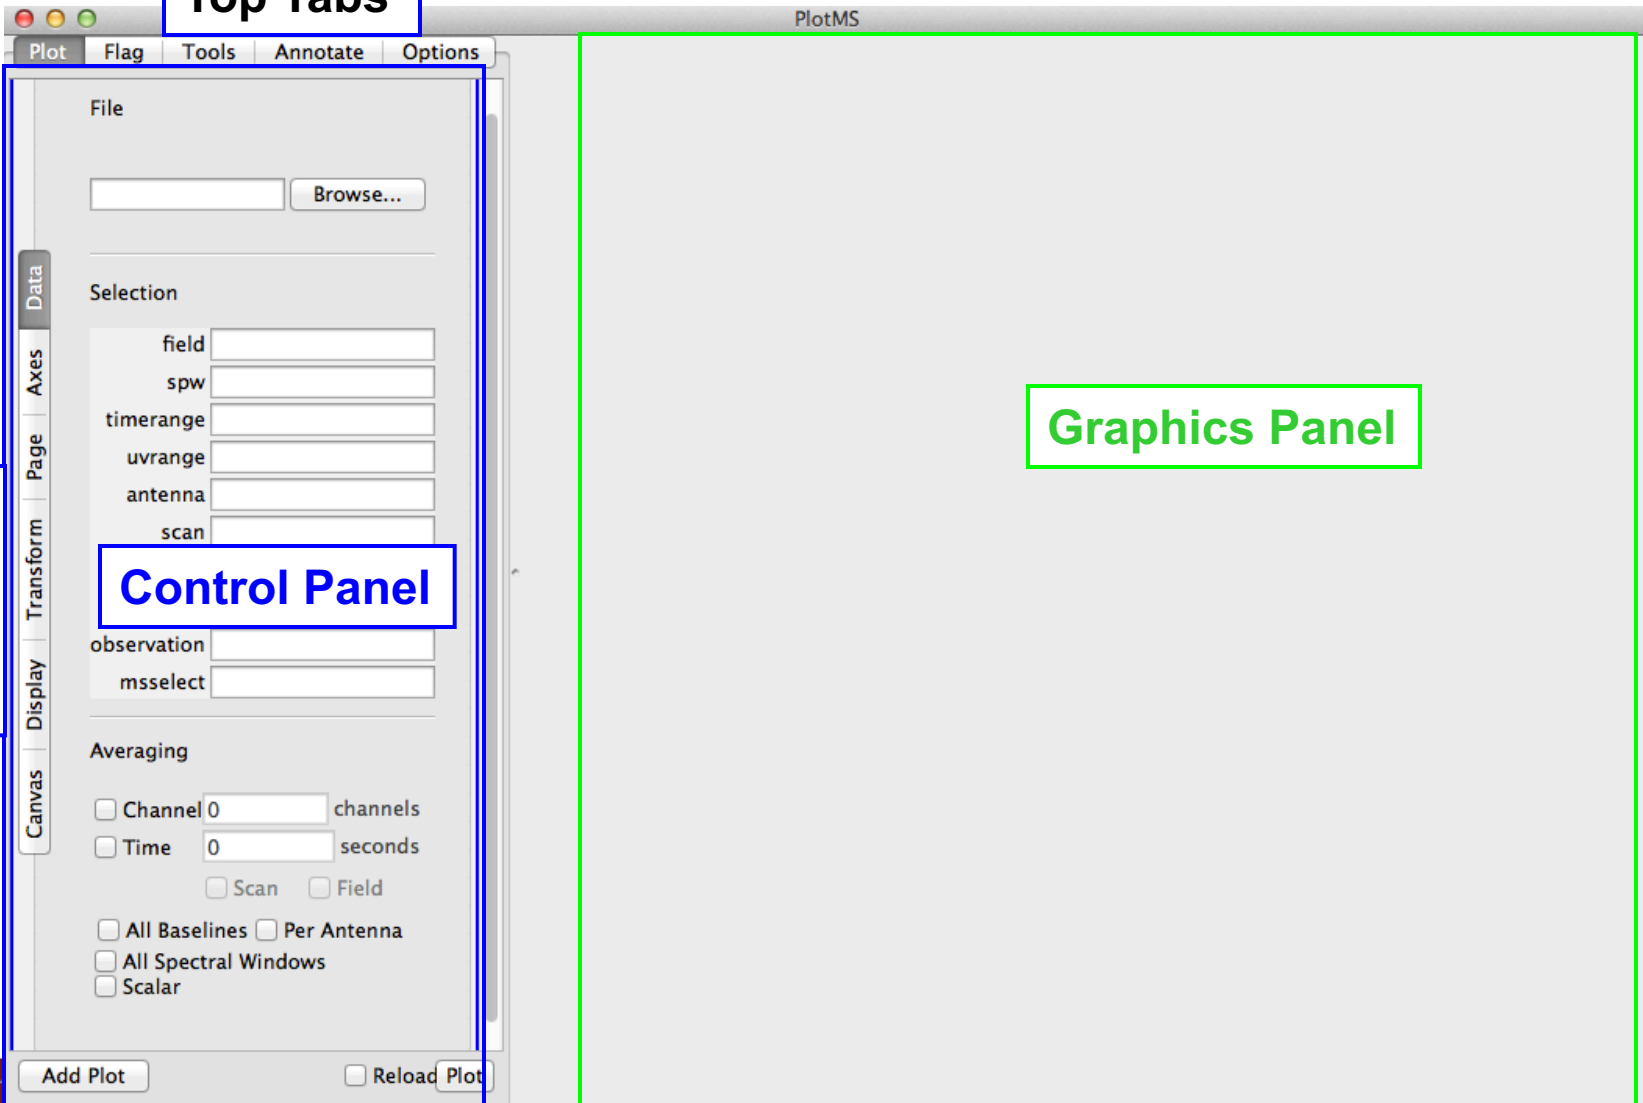 Top Tabs
PlotMS
Plot Flag Tools Annotate Options
File
Browse...
Data
Axes
Page
Transform
Display
Canvas
Selection
field
spw
timerange
uvrange
antenna
scan
Control Panel
observation
msselect
Averaging
Channel 0 channels
Time 0 seconds
Scan Field
All Baselines Per Antenna
All Spectral Windows
Scalar
Add Plot Reload Plot
Graphics Panel